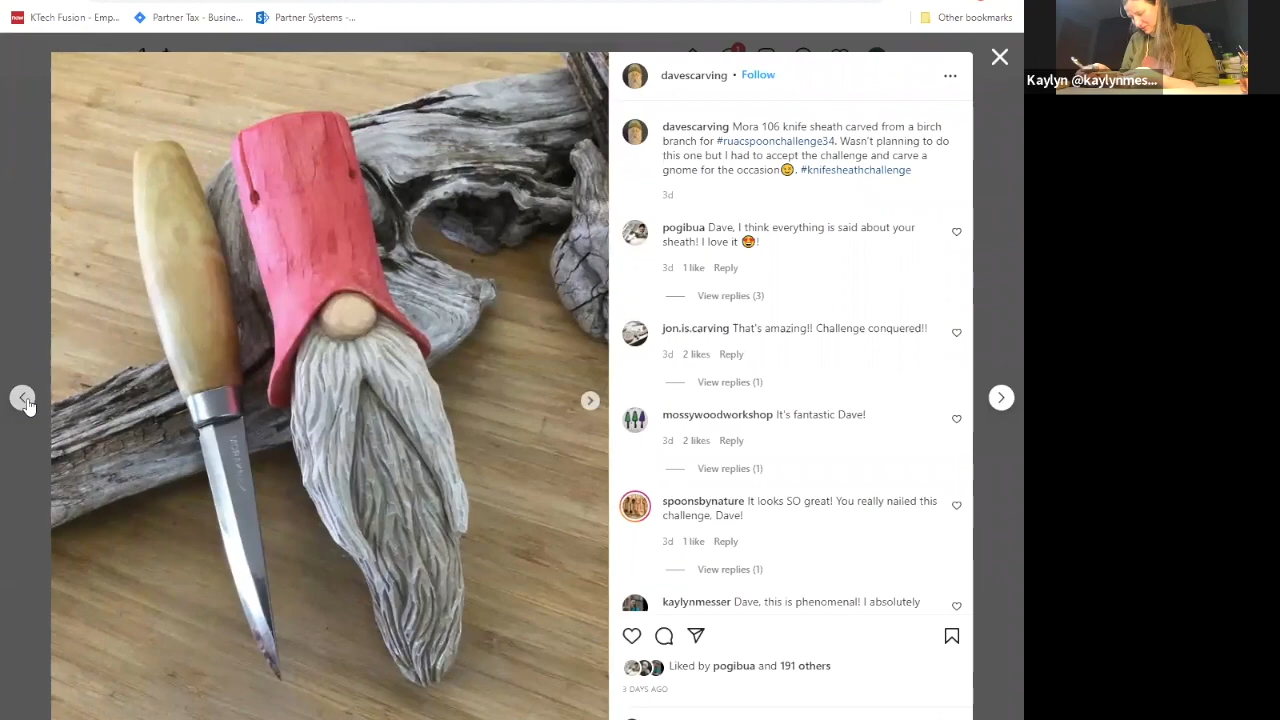 now KTech Fusion - Emp... Partner Tax - Busine... Partner Systems -... Other bookmarks
1
Kaylyn @kaylynmes...
davescarving • Follow
davescarving Mora 106 knife sheath carved from a birch
branch for #ruacspoonchallenge34. Wasn't planning to do
this one but I had to accept the challenge and carve a
gnome for the occasion😉. #knifesheathchallenge
3d
pogibua Dave, I think everything is said about your
sheath! I love it 🤩!
3d 1 like Reply
View replies (3)
jon.is.carving That's amazing!! Challenge conquered!!
3d 2 likes Reply
View replies (1)
mossywoodworkshop It's fantastic Dave!
3d 2 likes Reply
View replies (1)
spoonsbynature It looks SO great! You really nailed this
challenge, Dave!
3d 1 like Reply
View replies (1)
kaylynmesser Dave, this is phenomenal! I absolutely
Liked by pogibua and 191 others
3 DAYS AGO